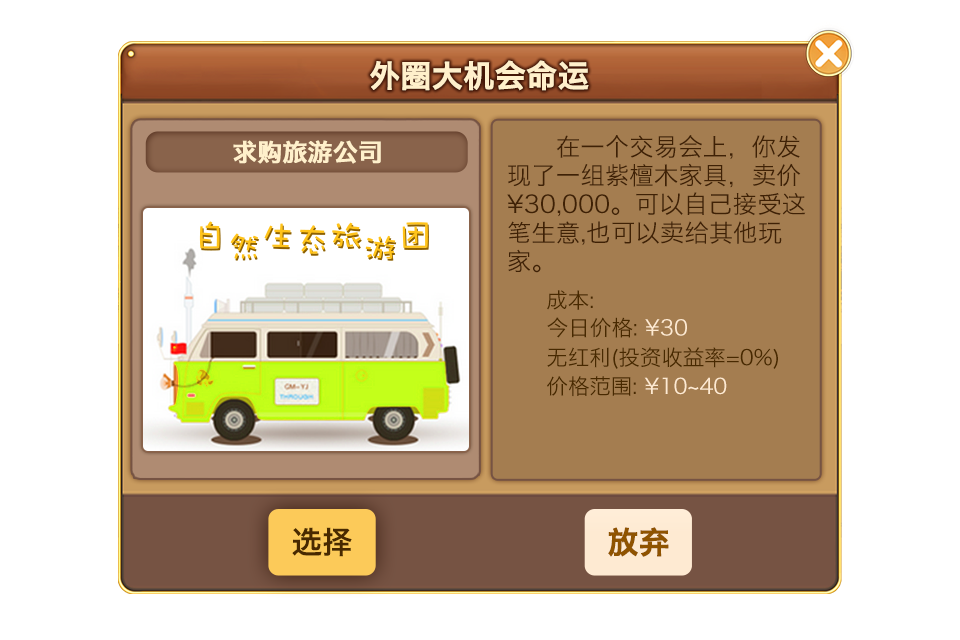 外圈大机会命运
求购旅游公司
自然生态旅游团
GM-YJ
THROUGH
在一个交易会上，你发
现了一组紫檀木家具，卖价
¥30,000。可以自己接受这
笔生意,也可以卖给其他玩
家。
成本:
今日价格: ¥30
无红利(投资收益率=0%)
价格范围: ¥10~40
选择
放弃